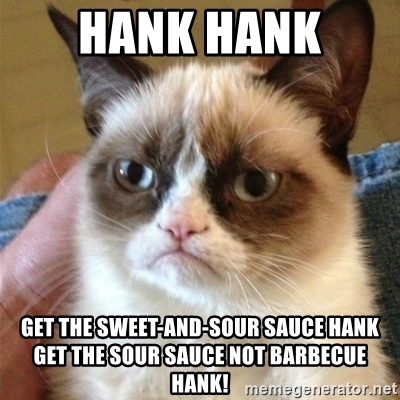 HANK HANK
GET THE SWEET-AND-SOUR SAUCE HANK
GET THE SOUR SAUCE NOT BARBECUE
HANK!
memegenerator.net